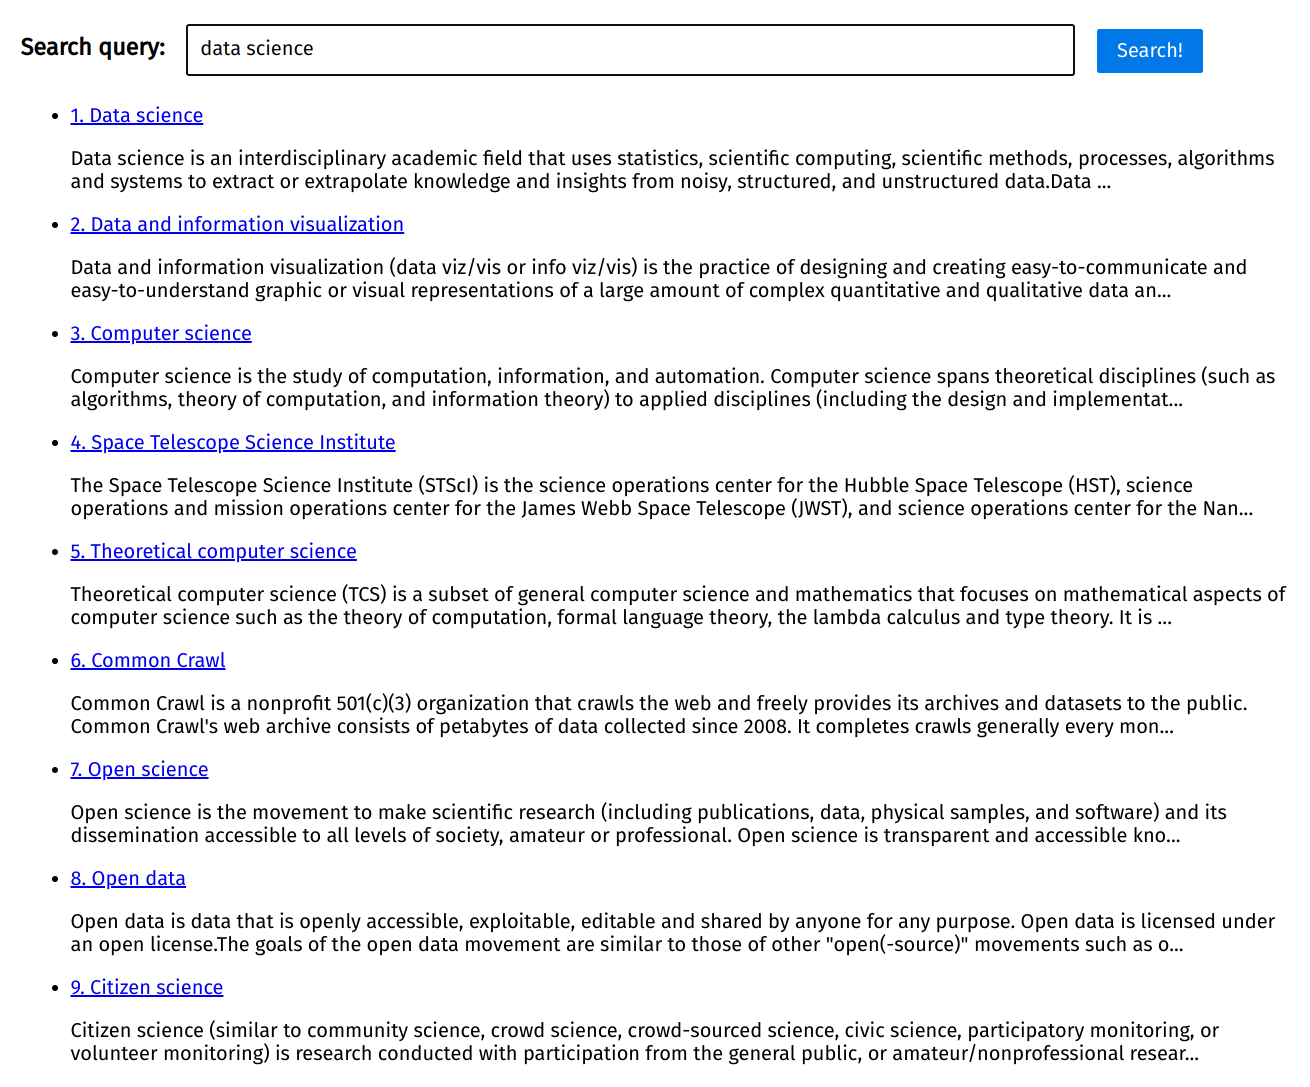 Search query: data science Search!
• 1. Data science
Data science is an interdisciplinary academic field that uses statistics, scientific computing, scientific methods, processes, algorithms
and systems to extract or extrapolate knowledge and insights from noisy, structured, and unstructured data.Data ...
• 2. Data and information visualization
Data and information visualization (data viz/vis or info viz/vis) is the practice of designing and creating easy-to-communicate and
easy-to-understand graphic or visual representations of a large amount of complex quantitative and qualitative data an...
• 3. Computer science
Computer science is the study of computation, information, and automation. Computer science spans theoretical disciplines (such as
algorithms, theory of computation, and information theory) to applied disciplines (including the design and implementat...
• 4. Space Telescope Science Institute
The Space Telescope Science Institute (STScI) is the science operations center for the Hubble Space Telescope (HST), science
operations and mission operations center for the James Webb Space Telescope (JWST), and science operations center for the Nan...
• 5. Theoretical computer science
Theoretical computer science (TCS) is a subset of general computer science and mathematics that focuses on mathematical aspects of
computer science such as the theory of computation, formal language theory, the lambda calculus and type theory. It is ...
• 6. Common Crawl
Common Crawl is a nonprofit 501(c)(3) organization that crawls the web and freely provides its archives and datasets to the public.
Common Crawl's web archive consists of petabytes of data collected since 2008. It completes crawls generally every mon...
• 7. Open science
Open science is the movement to make scientific research (including publications, data, physical samples, and software) and its
dissemination accessible to all levels of society, amateur or professional. Open science is transparent and accessible kno...
• 8. Open data
Open data is data that is openly accessible, exploitable, editable and shared by anyone for any purpose. Open data is licensed under
an open license.The goals of the open data movement are similar to those of other "open(-source)" movements such as o...
• 9. Citizen science
Citizen science (similar to community science, crowd science, crowd-sourced science, civic science, participatory monitoring, or
volunteer monitoring) is research conducted with participation from the general public, or amateur/nonprofessional resear...